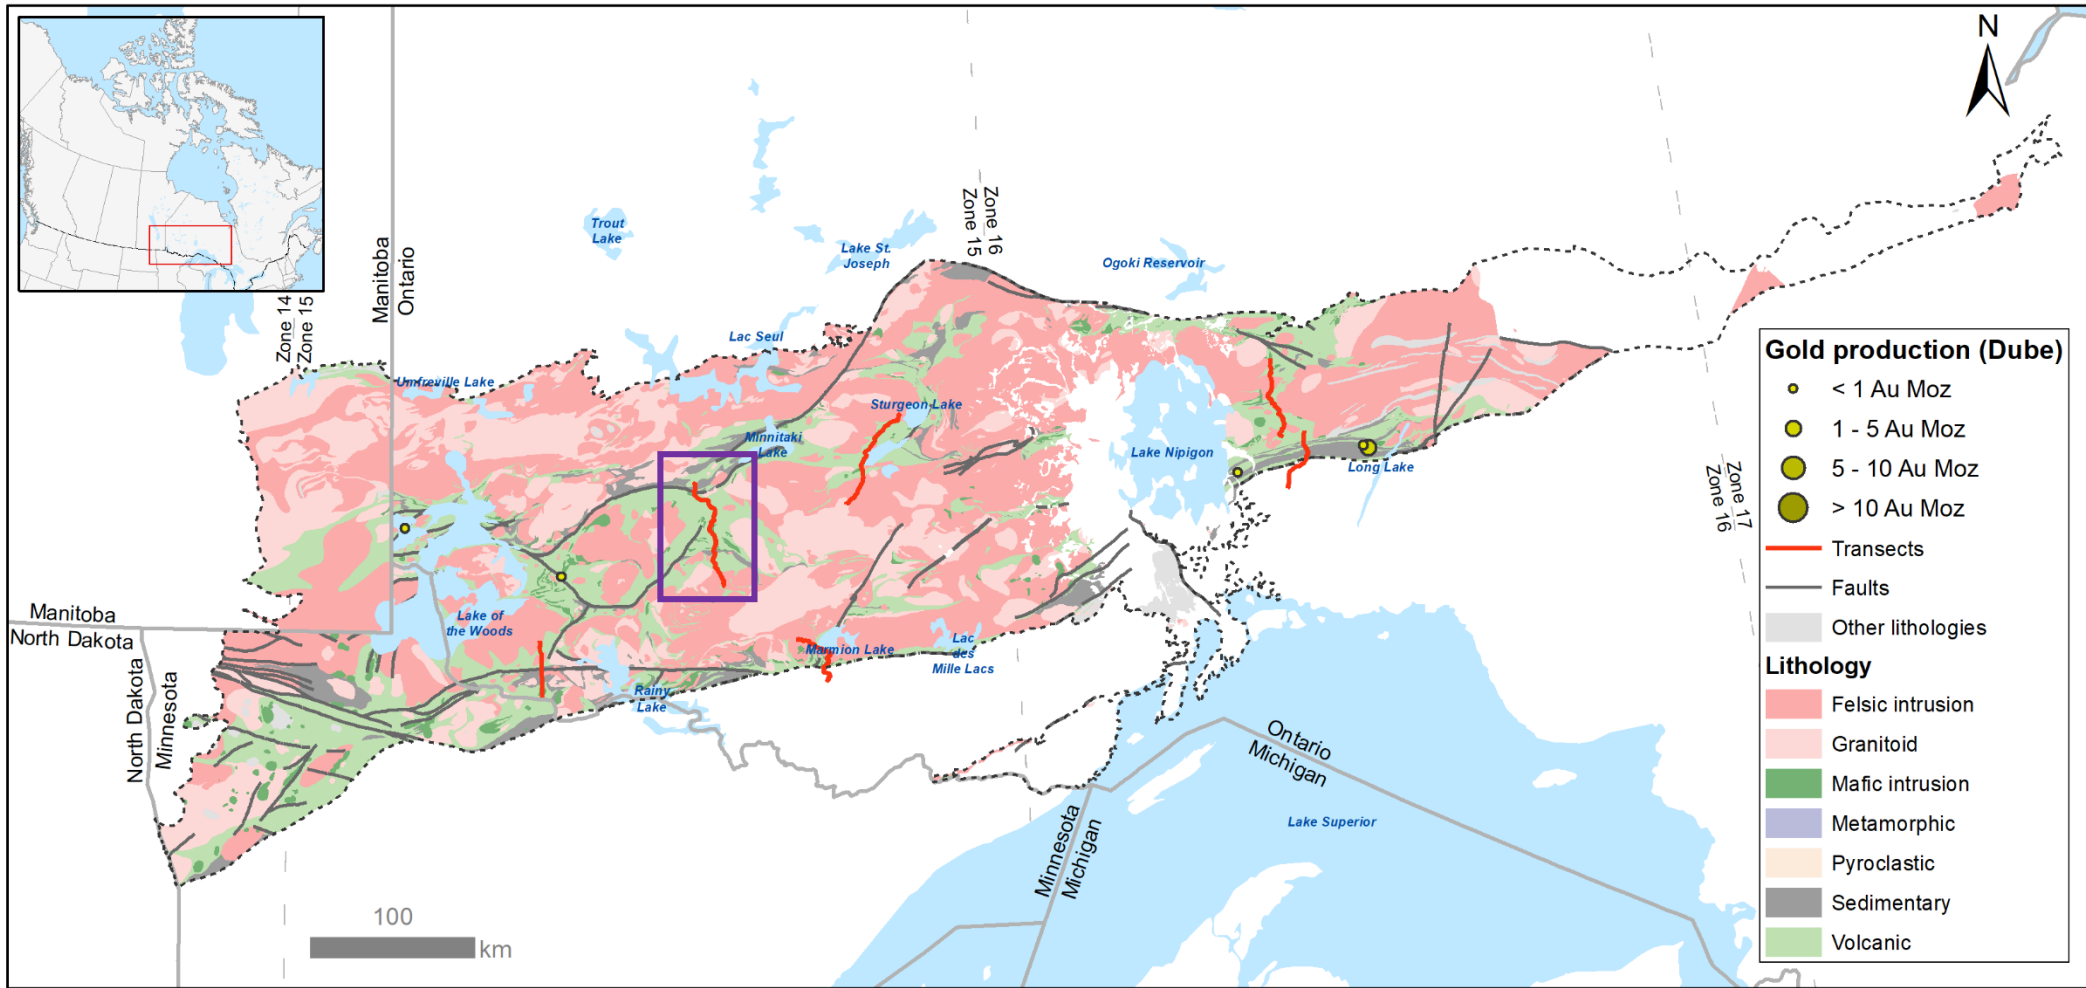 N
Zone 14
Zone 15
Manitoba
Ontario
Trout
Lake
Lake St.
Joseph
Zone 15
Zone 16
Ogoki Reservoir
Lac Seul
Umfreville Lake
Sturgeon Lake
Minnitaki
Lake
Lake Nipigon
Long Lake
Zone 16
Zone 17
Lake of
the Woods
Manitoba
North Dakota
North Dakota
Minnesota
Rainy
Lake
Marmion Lake
Lac
des
Mille Lacs
Ontario
Michigan
Minnesota
Michigan
Lake Superior
100
km
Gold production (Dube)
< 1 Au Moz
1 - 5 Au Moz
5 - 10 Au Moz
> 10 Au Moz
Transects
Faults
Other lithologies
Lithology
Felsic intrusion
Granitoid
Mafic intrusion
Metamorphic
Pyroclastic
Sedimentary
Volcanic